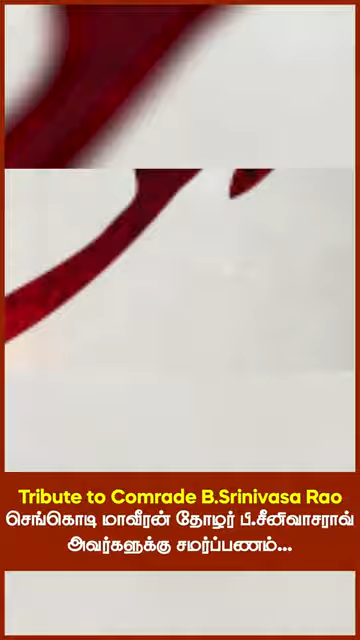 Tribute to Comrade B.Srinivasa Rao
செங்கொடி மாவீரன் தோழர் பி.சீனிவாசராவ்
அவர்களுக்கு சமர்ப்பணம்...